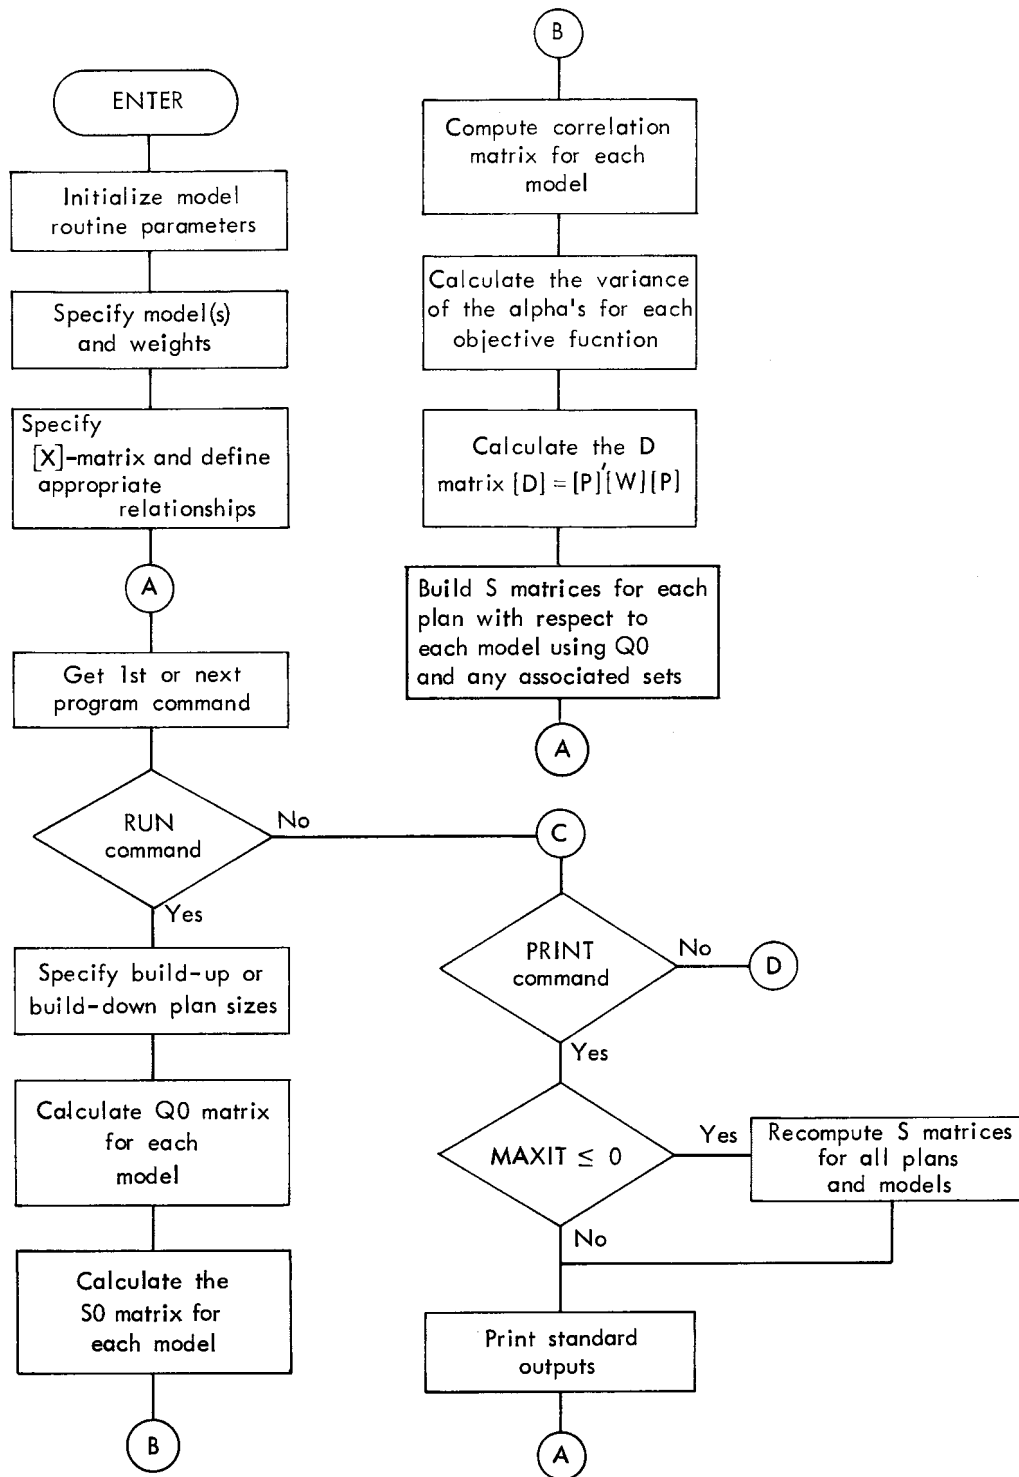 ENTER
Initialize model
routine parameters
Specify model(s)
and weights
Specify
[X]-matrix and define
appropriate
relationships
A
Get 1st or next
program command
RUN
command
No
Yes
Specify build-up or
build-down plan sizes
Calculate Q0 matrix
for each
model
Calculate the
S0 matrix for
each model
B
B
Compute correlation
matrix for each
model
Calculate the variance
of the alpha's for each
objective fucntion
Calculate the D
matrix [D] = [P]'[W][P]
Build S matrices for each
plan with respect to
each model using Q0
and any associated sets
A
C
PRINT
command
No
D
Yes
MAXIT ≤ 0
Yes
Recompute S matrices
for all plans
and models
No
Print standard
outputs
A